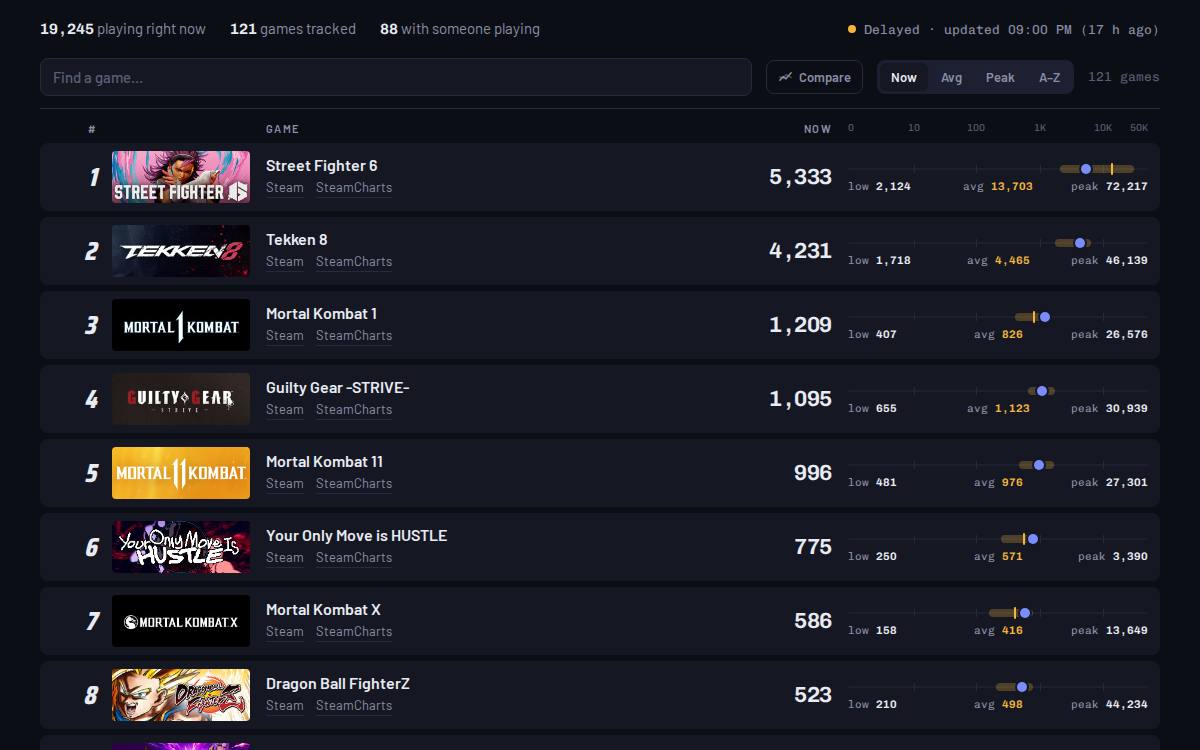 19,245 playing right now 121 games tracked 88 with someone playing Delayed · updated 09:00 PM (17 h ago)
Find a game... Compare Now Avg Peak A–Z 121 games
# GAME NOW 0 10 100 1K 10K 50K
1 STREET FIGHTER 6 Street Fighter 6 5,333
Steam SteamCharts low 2,124 avg 13,703 peak 72,217
2 TEKKEN 8 Tekken 8 4,231
Steam SteamCharts low 1,718 avg 4,465 peak 46,139
3 MORTAL 1 KOMBAT Mortal Kombat 1 1,209
Steam SteamCharts low 407 avg 826 peak 26,576
4 GUILTY GEAR Guilty Gear -STRIVE- 1,095
- STRIVE -
Steam SteamCharts low 655 avg 1,123 peak 30,939
5 MORTAL 11 KOMBAT Mortal Kombat 11 996
Steam SteamCharts low 481 avg 976 peak 27,301
6 Your Only Move Is Your Only Move is HUSTLE 775
HUSTLE
Steam SteamCharts low 250 avg 571 peak 3,390
7 MORTAL KOMBAT X Mortal Kombat X 586
Steam SteamCharts low 158 avg 416 peak 13,649
8 DRAGONBALL FIGHTERZ Dragon Ball FighterZ 523
Steam SteamCharts low 210 avg 498 peak 44,234